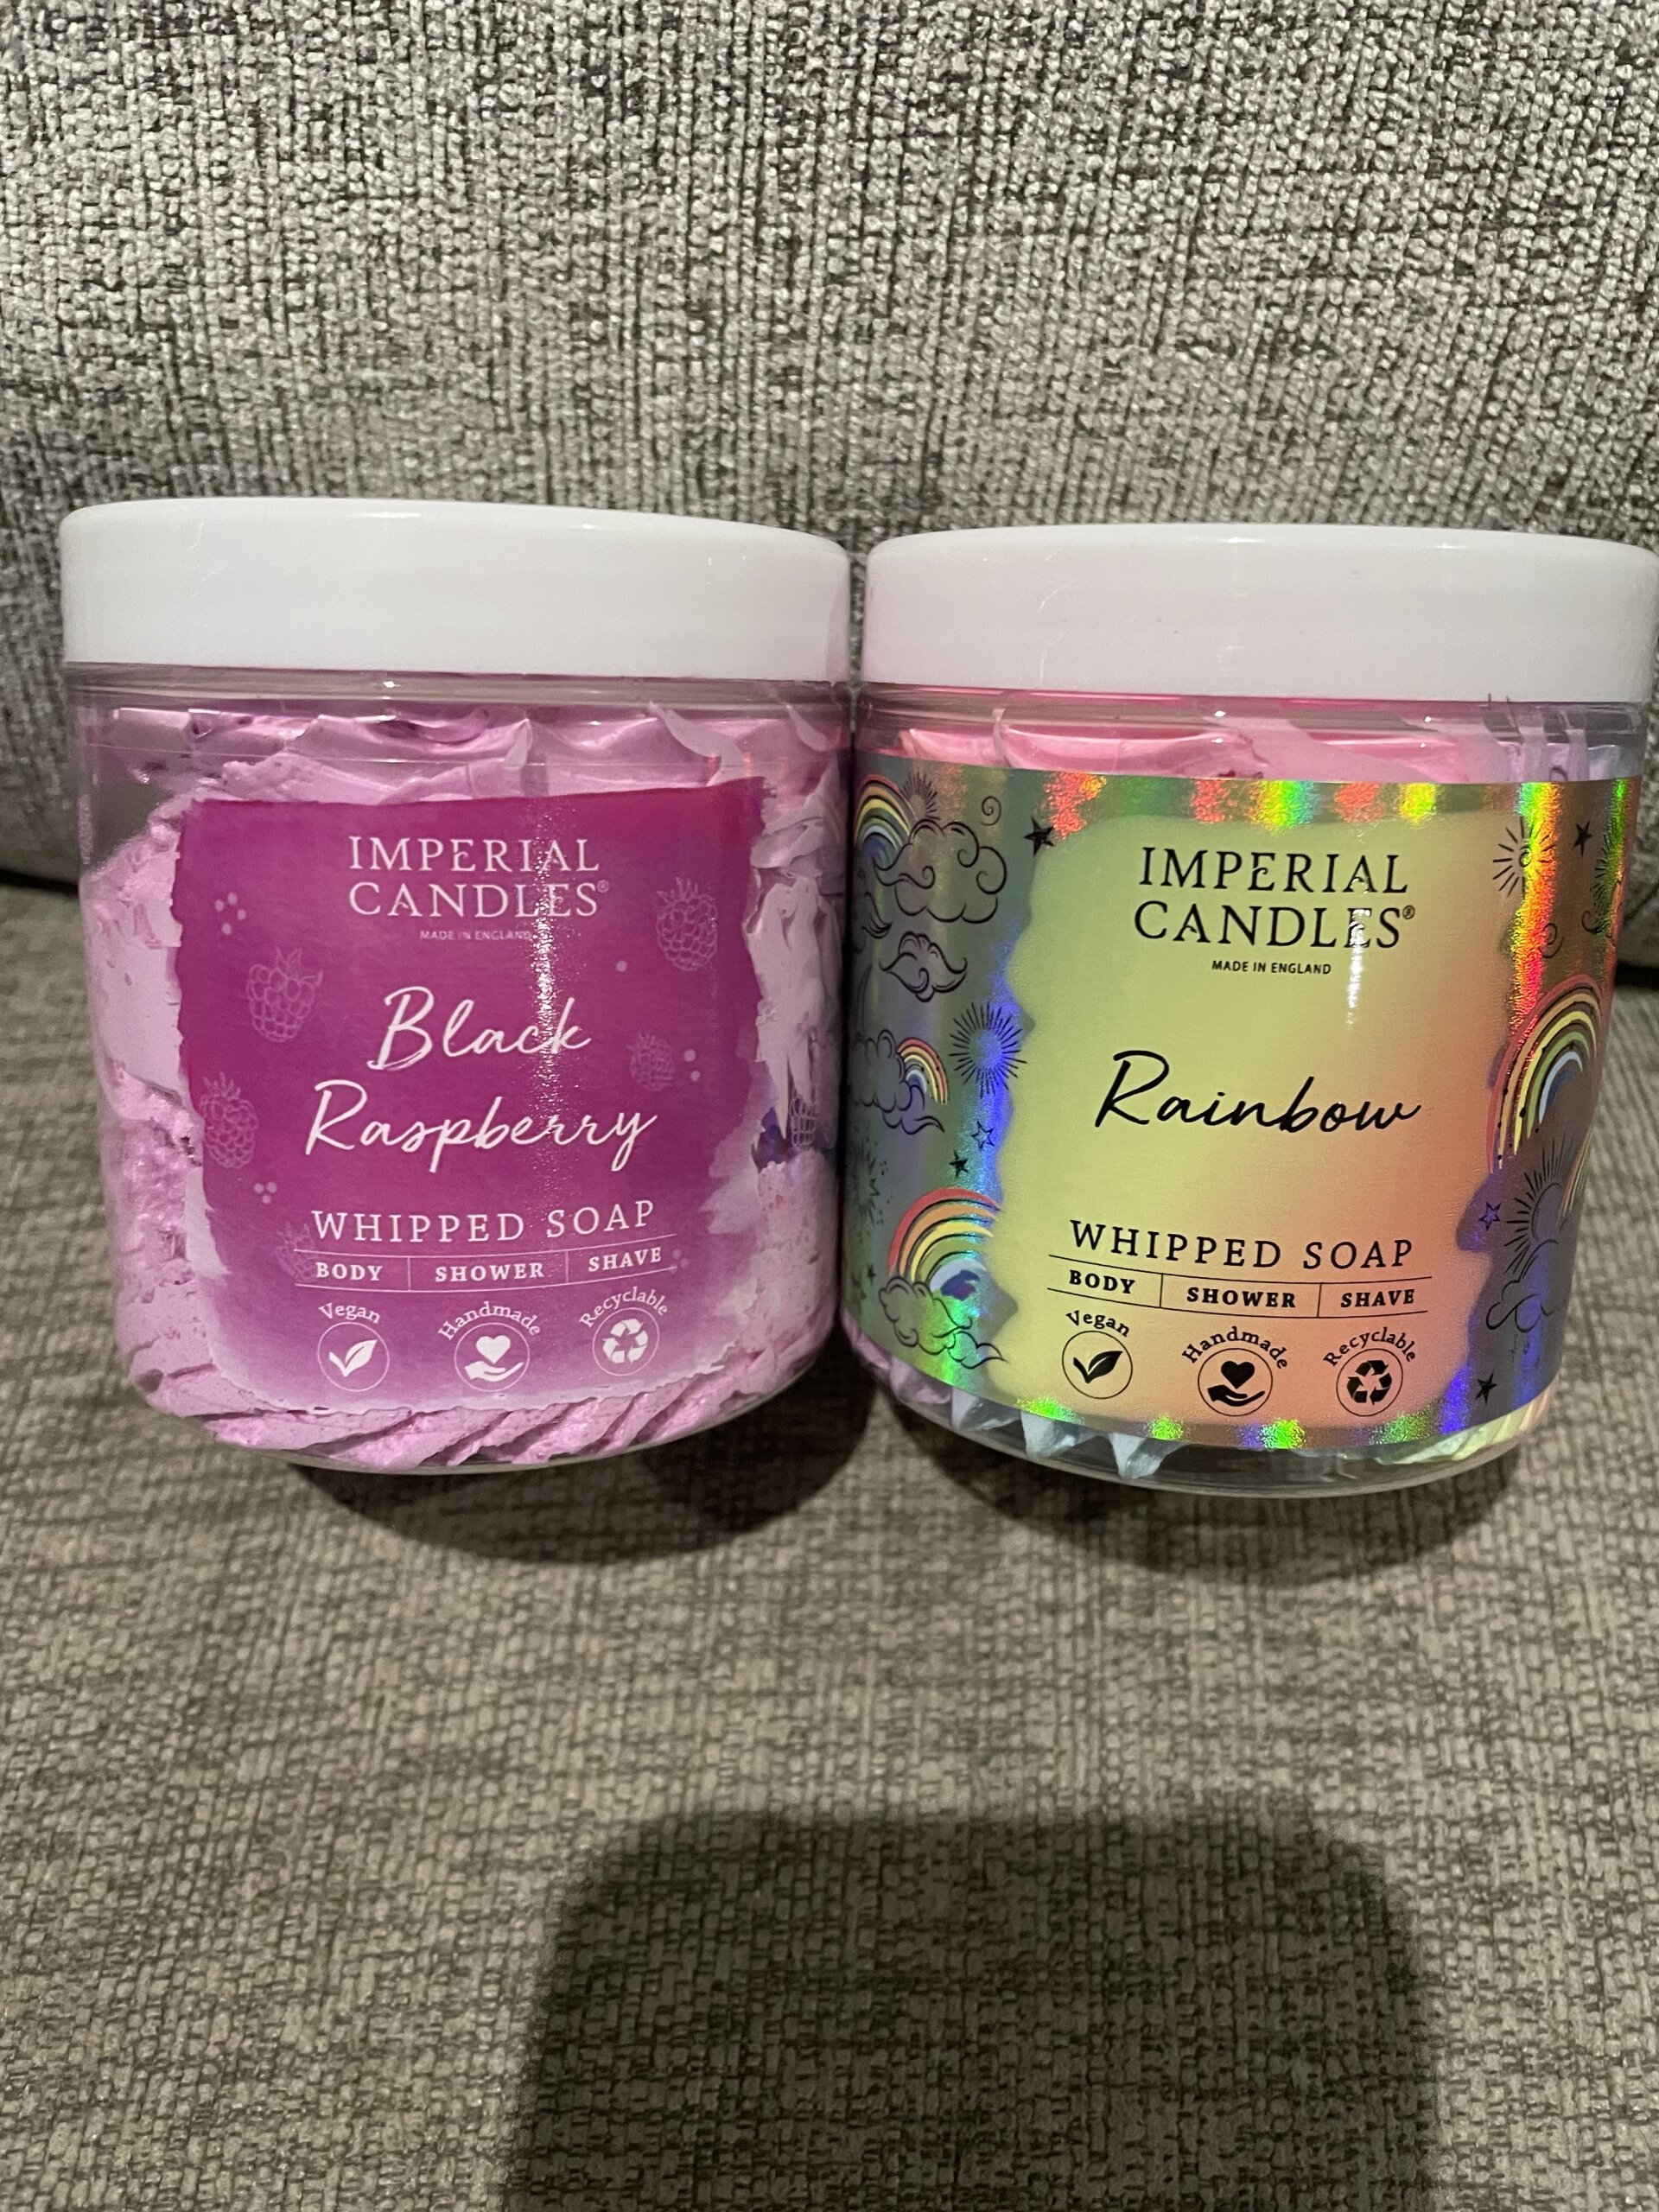 IMPERIAL
CANDLES®
MADE IN ENGLAND
Black
Raspberry
WHIPPED SOAP
BODY SHOWER SHAVE
Vegan Handmade Recyclable
IMPERIAL
CANDLES®
MADE IN ENGLAND
Rainbow
WHIPPED SOAP
BODY SHOWER SHAVE
Vegan Handmade Recyclable